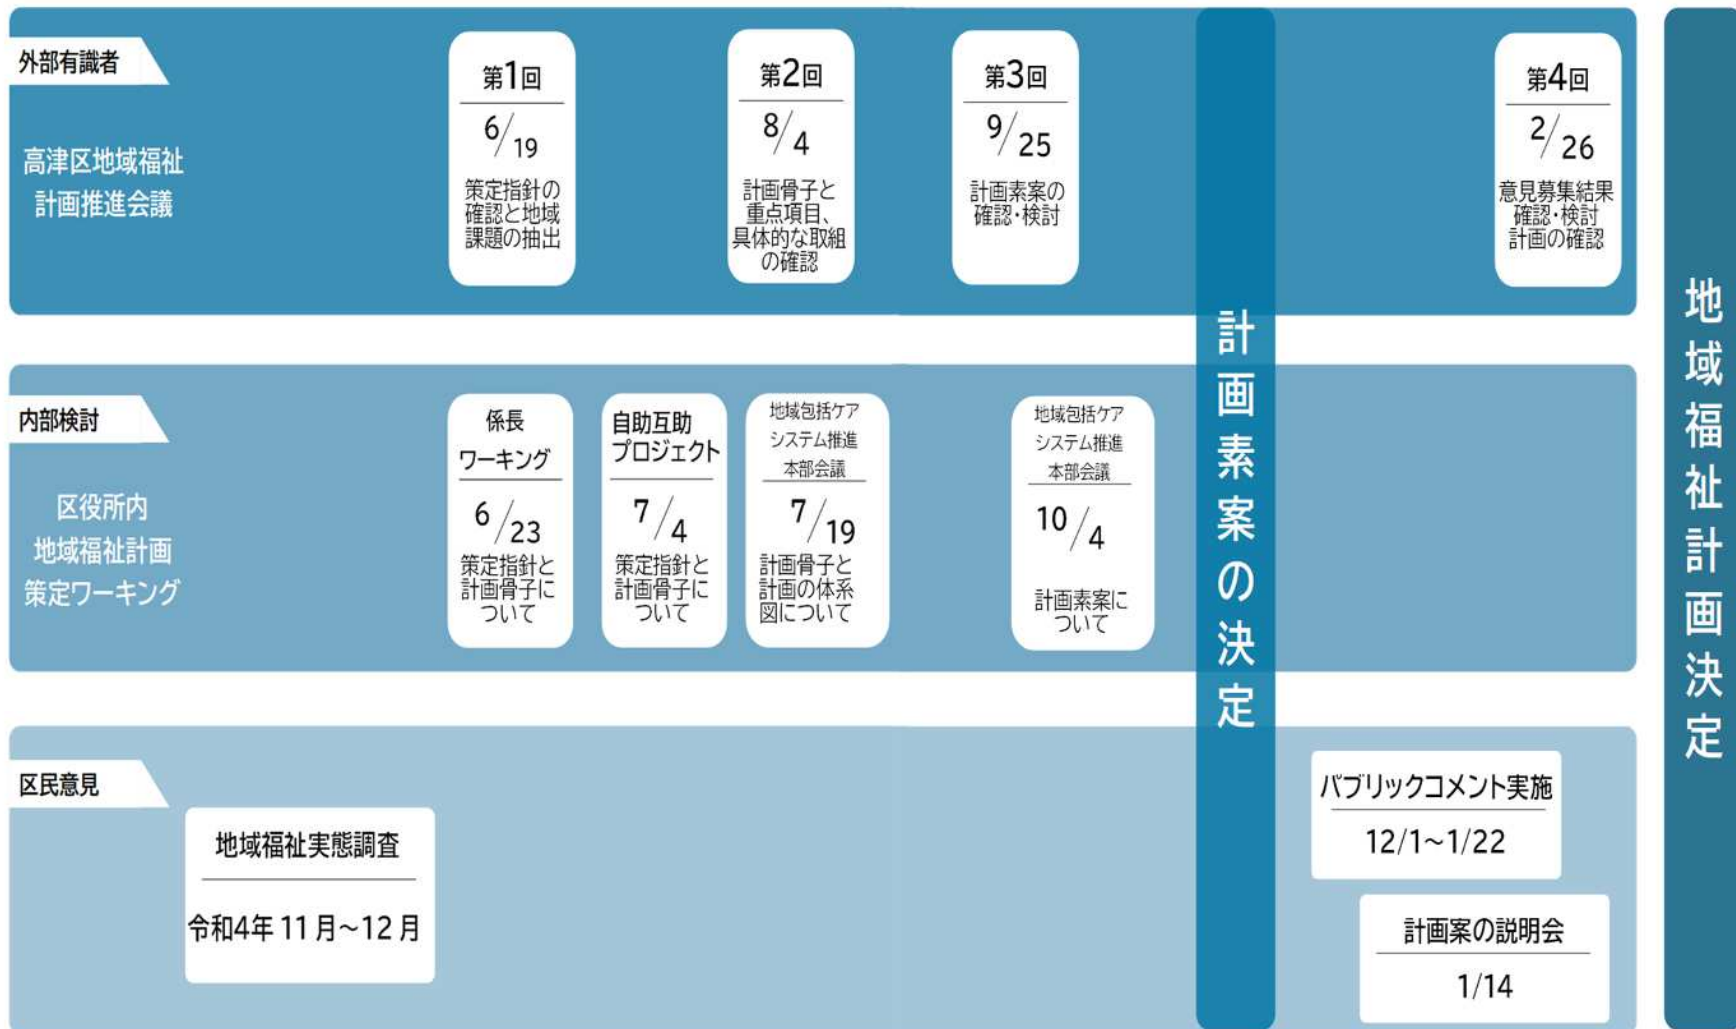 外部有識者
高津区地域福祉
計画推進会議
第1回
6/19
策定指針の
確認と地域
課題の抽出
第2回
8/4
計画骨子と
重点項目、
具体的な取組
の確認
第3回
9/25
計画素案の
確認・検討
第4回
2/26
意見募集結果
確認・検討
計画の確認
内部検討
区役所内
地域福祉計画
策定ワーキング
係長
ワーキング
6/23
策定指針と
計画骨子に
ついて
自助互助
プロジェクト
7/4
策定指針と
計画骨子に
ついて
地域包括ケア
システム推進
本部会議
7/19
計画骨子と
計画の体系
図について
地域包括ケア
システム推進
本部会議
10/4
計画素案に
ついて
区民意見
地域福祉実態調査
令和4年 11月～12月
計画素案の決定
パブリックコメント実施
12/1～1/22
計画案の説明会
1/14
地域福祉計画決定